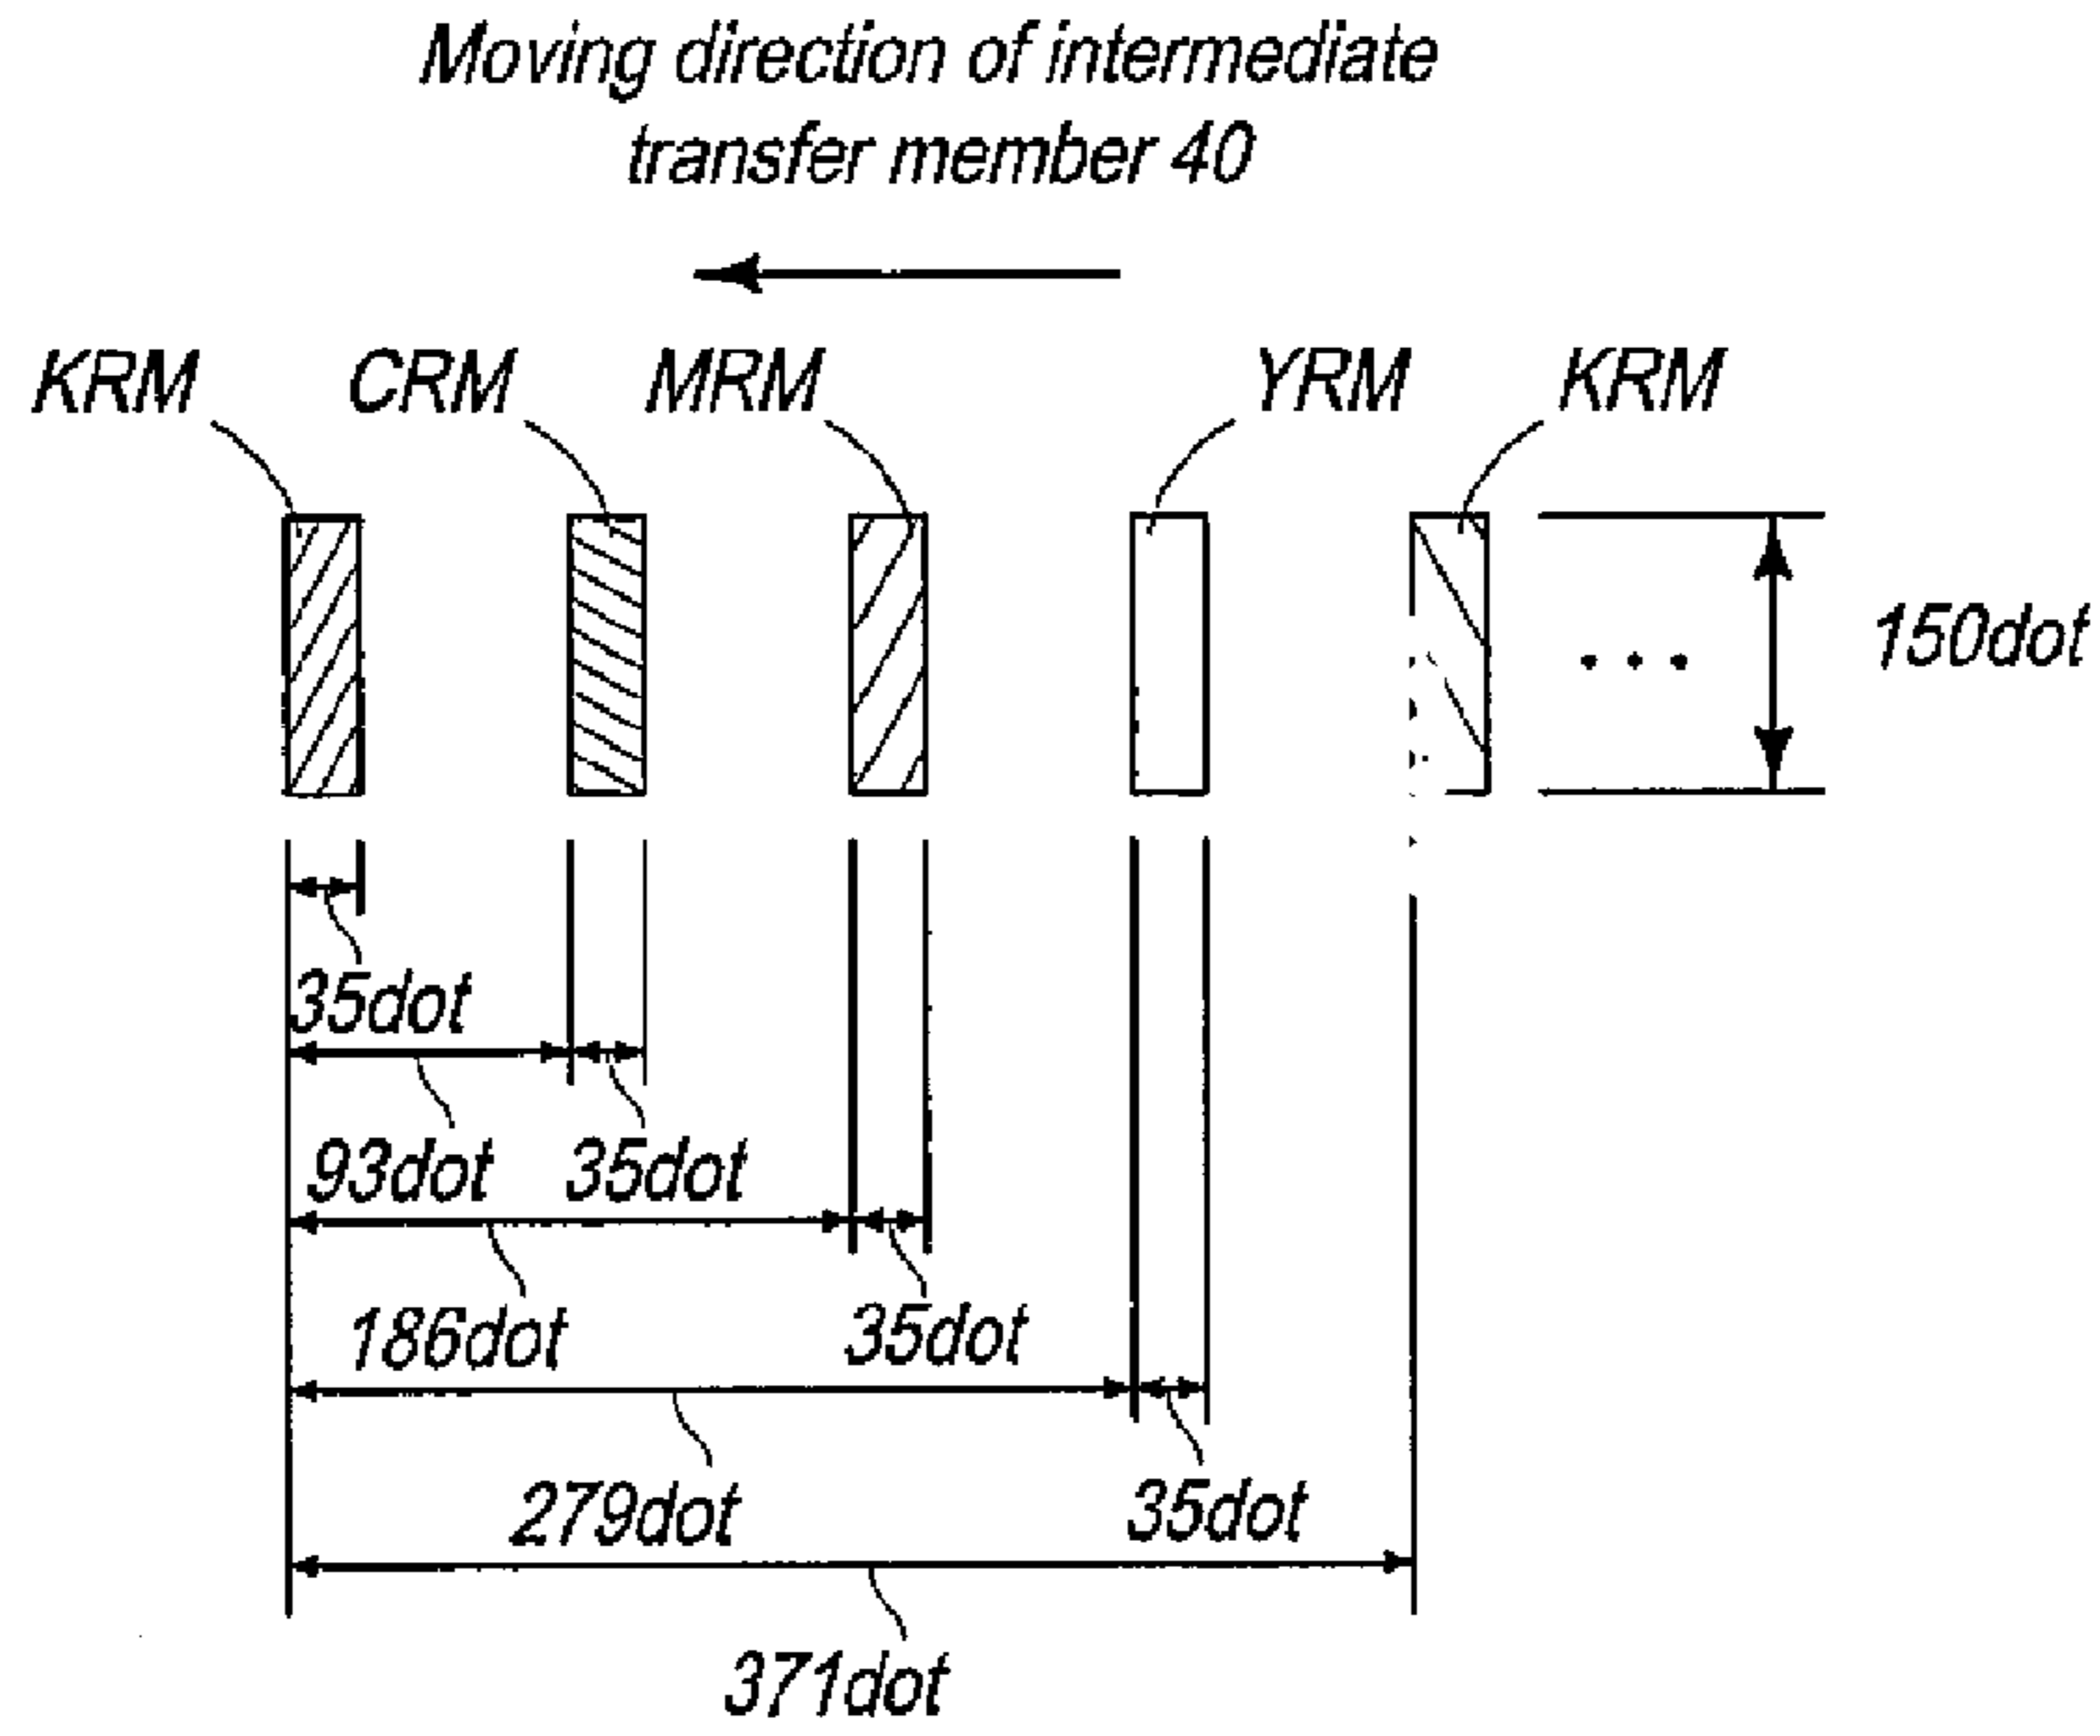 Moving direction of intermediate
transfer member 40
KRM CRM MRM YRM KRM
150dot
35dot
93dot 35dot
186dot 35dot
279dot 35dot
371dot